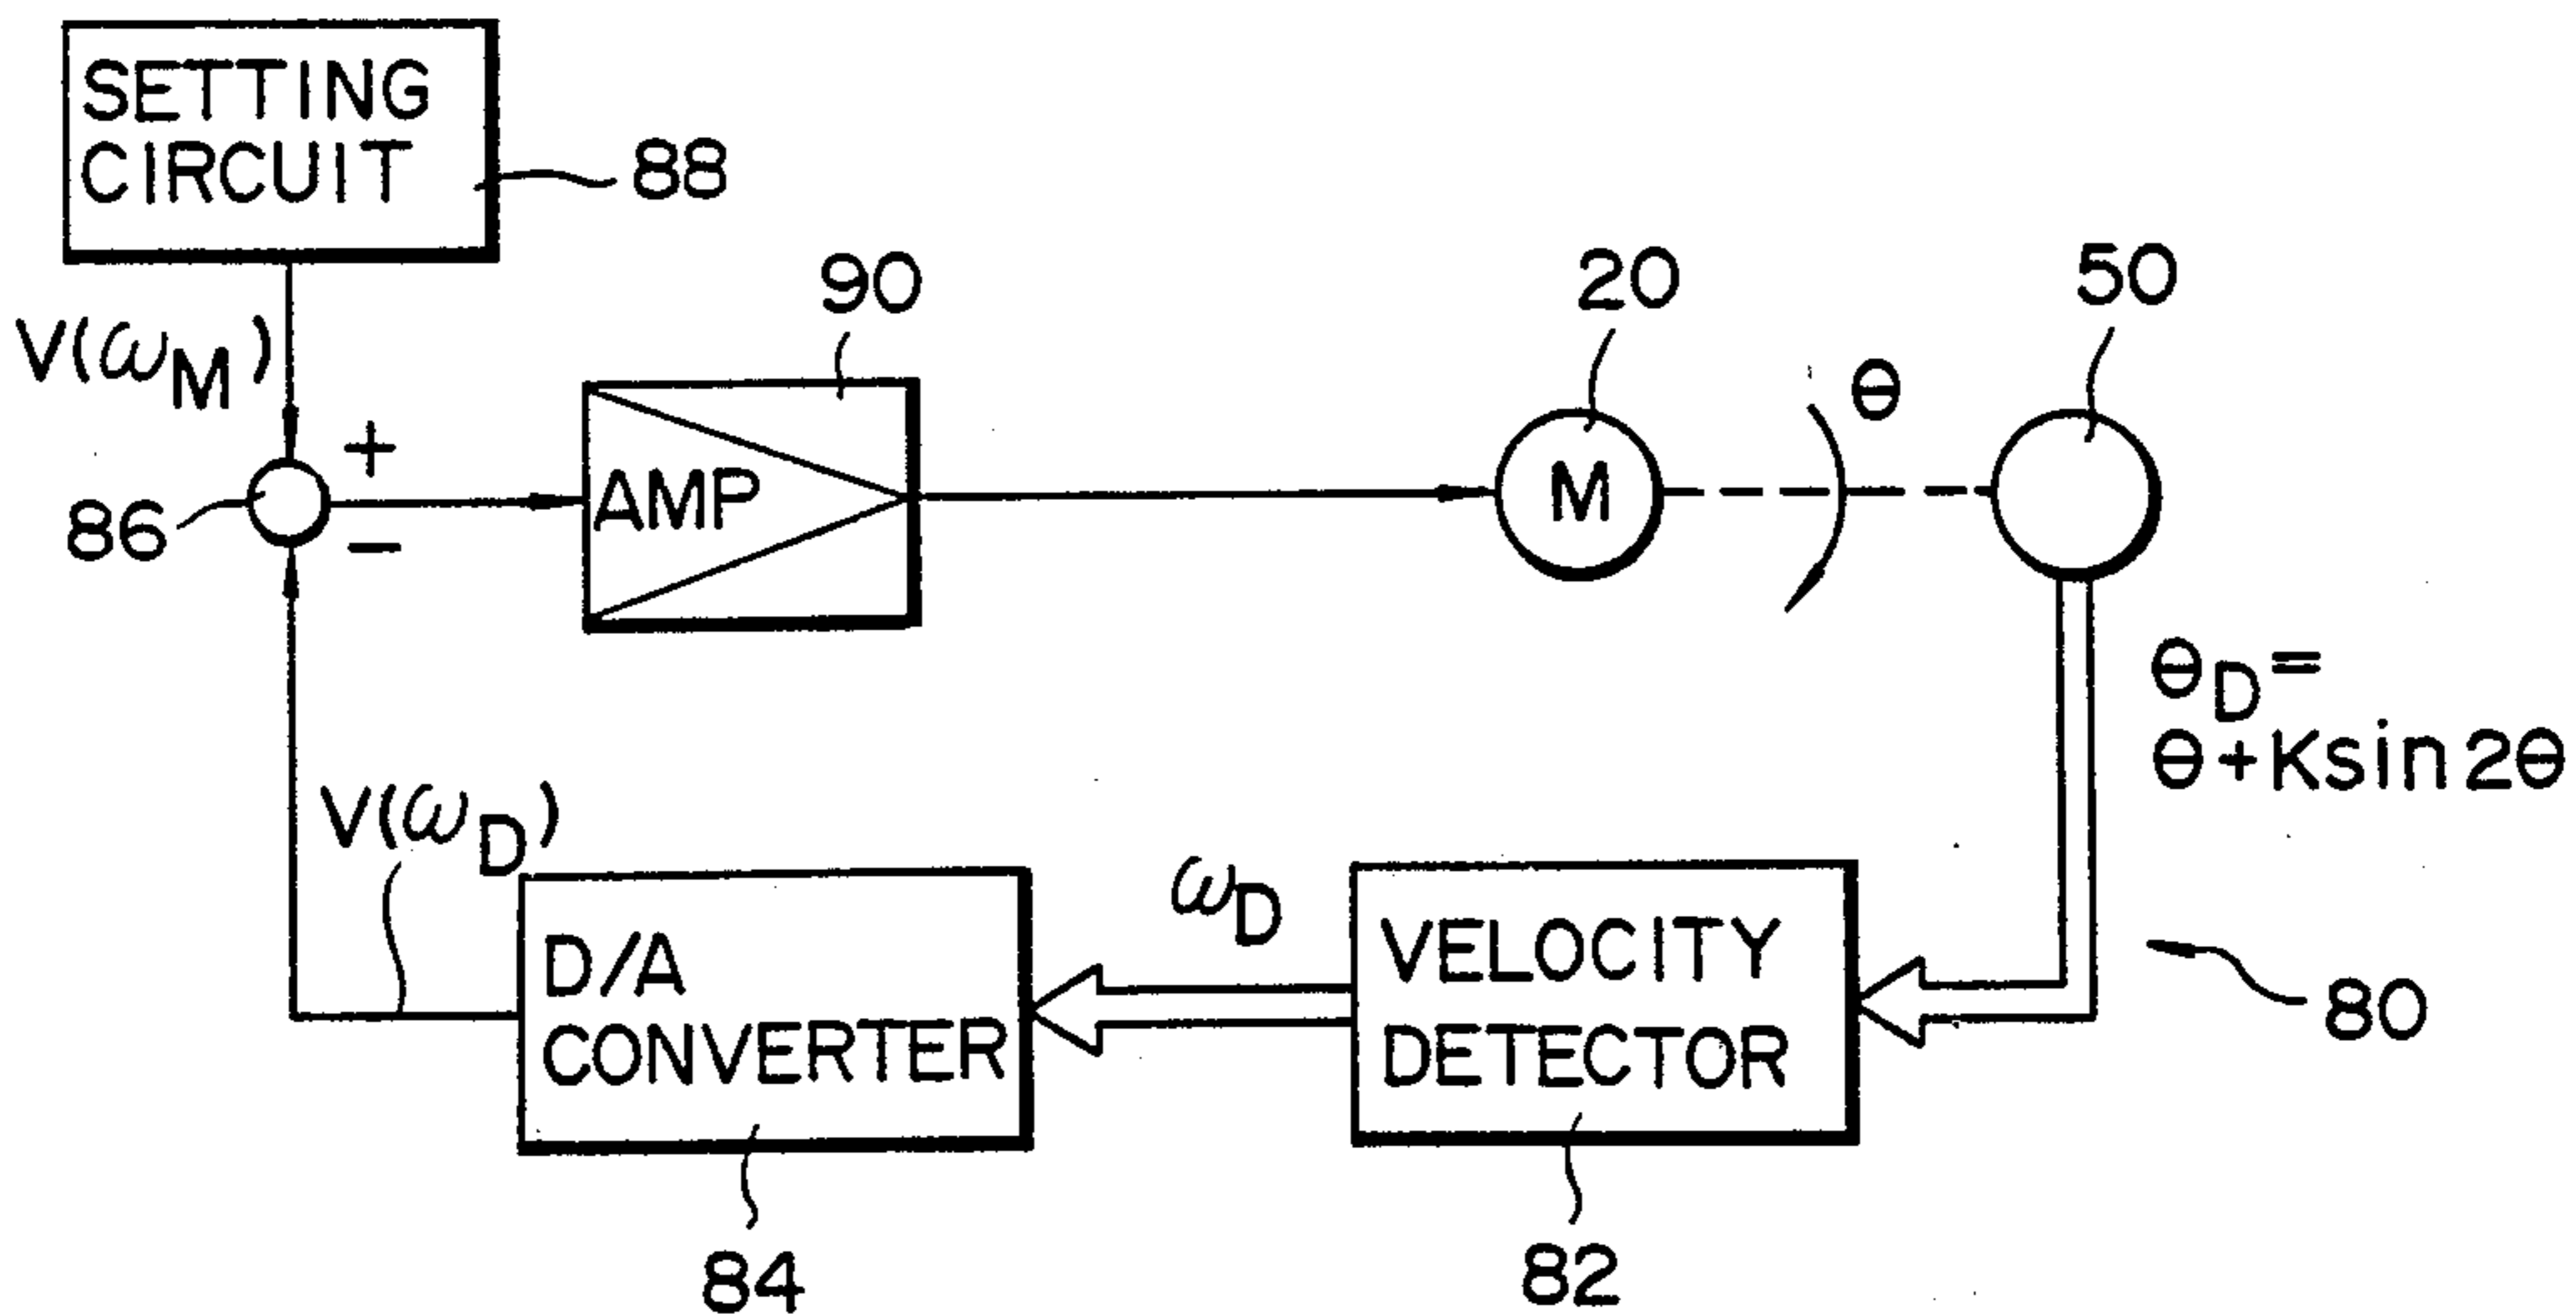 SETTING
CIRCUIT
88
V(ωM)
90
20
50
θ
+
86
−
AMP
M
θD=
θ+Ksin2θ
V(ωD)
ωD
D/A
CONVERTER
VELOCITY
DETECTOR
80
84
82